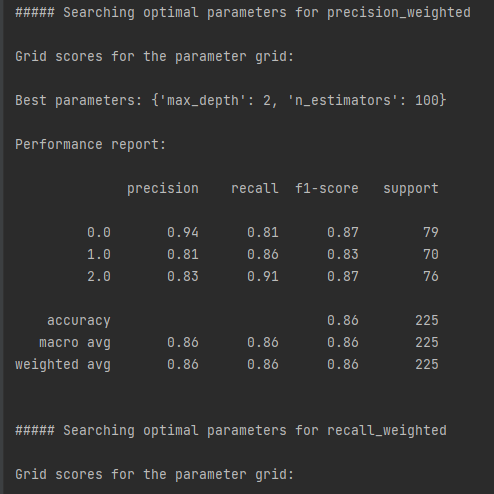 ##### Searching optimal parameters for precision_weighted
Grid scores for the parameter grid:
Best parameters: {'max_depth': 2, 'n_estimators': 100}
Performance report:
precision recall f1-score support
0.0 0.94 0.81 0.87 79
1.0 0.81 0.86 0.83 70
2.0 0.83 0.91 0.87 76
accuracy 0.86 225
macro avg 0.86 0.86 0.86 225
weighted avg 0.86 0.86 0.86 225
##### Searching optimal parameters for recall_weighted
Grid scores for the parameter grid: